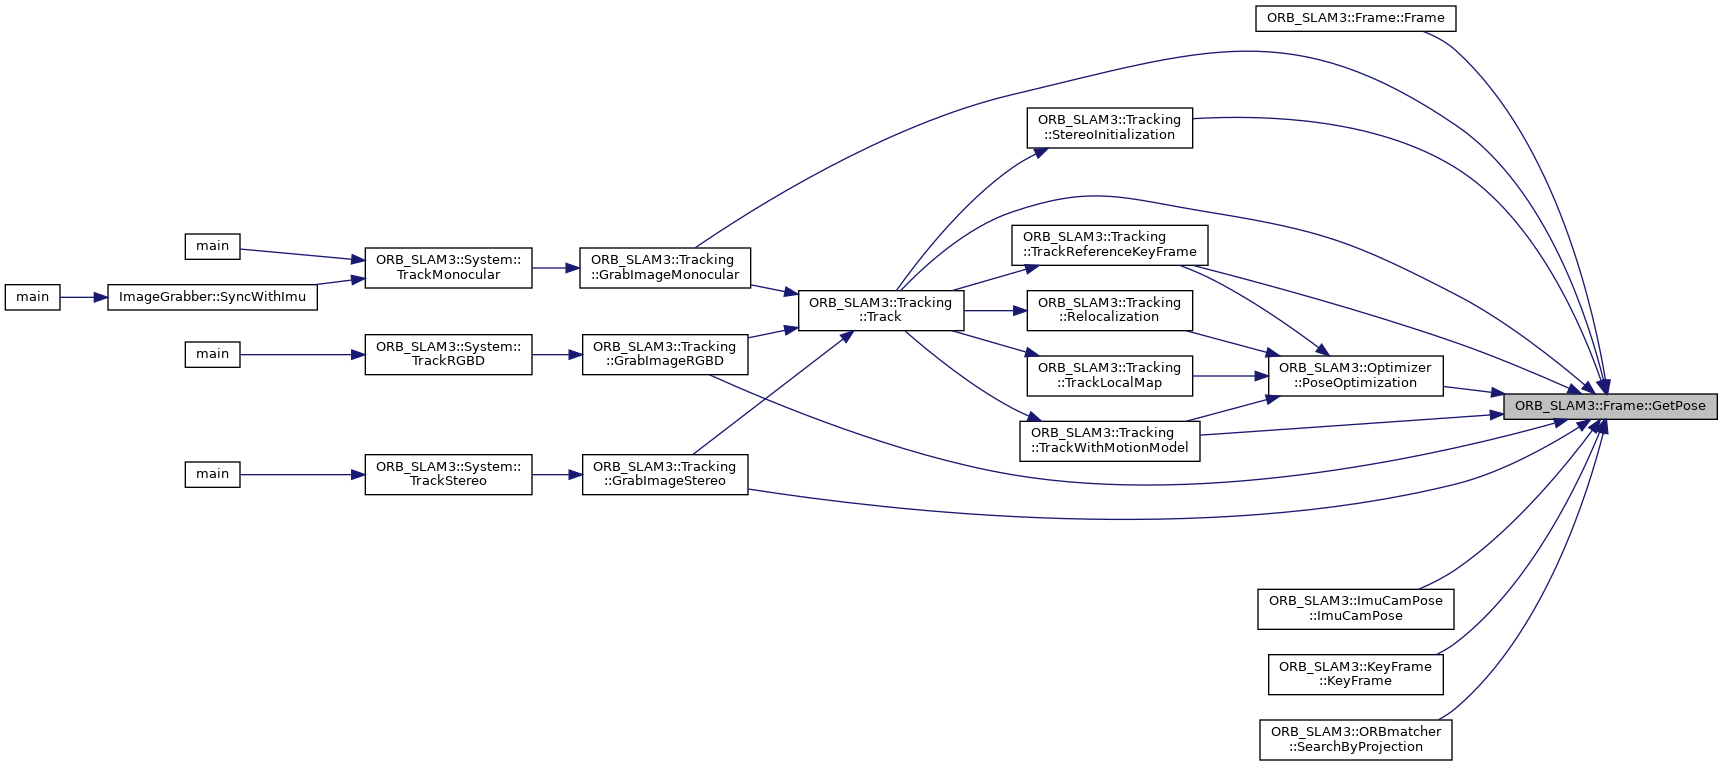 ORB_SLAM3::Frame::Frame
ORB_SLAM3::Tracking
::StereoInitialization
ORB_SLAM3::Tracking
::TrackReferenceKeyFrame
main
ORB_SLAM3::System::
TrackMonocular
ORB_SLAM3::Tracking
::GrabImageMonocular
main
ImageGrabber::SyncWithImu
ORB_SLAM3::Tracking
::Track
ORB_SLAM3::Tracking
::Relocalization
main
ORB_SLAM3::System::
TrackRGBD
ORB_SLAM3::Tracking
::GrabImageRGBD
ORB_SLAM3::Tracking
::TrackLocalMap
ORB_SLAM3::Optimizer
::PoseOptimization
ORB_SLAM3::Frame::GetPose
ORB_SLAM3::Tracking
::TrackWithMotionModel
main
ORB_SLAM3::System::
TrackStereo
ORB_SLAM3::Tracking
::GrabImageStereo
ORB_SLAM3::ImuCamPose
::ImuCamPose
ORB_SLAM3::KeyFrame
::KeyFrame
ORB_SLAM3::ORBmatcher
::SearchByProjection